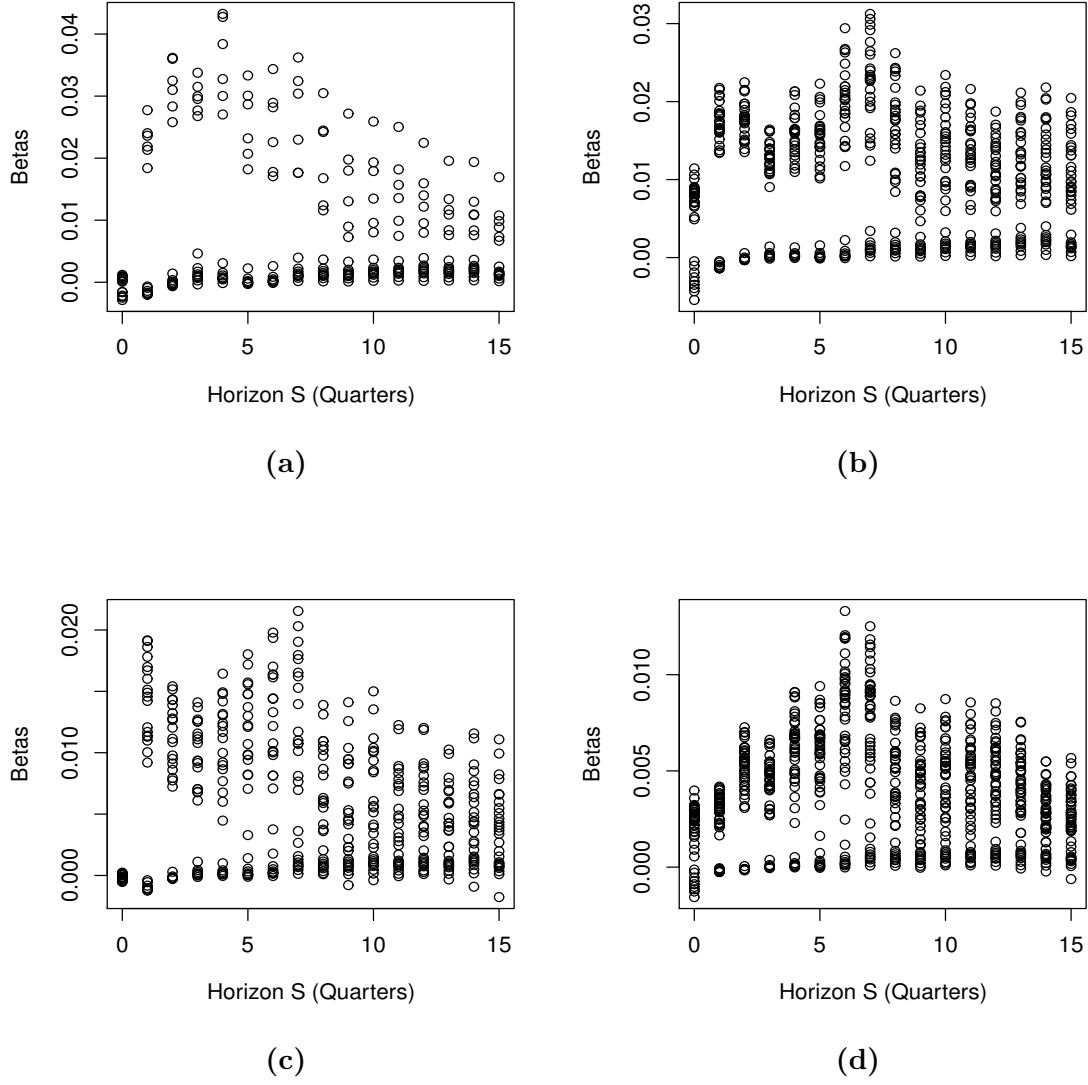 0.00 0.01 0.02 0.03 0.04
Betas
0 5 10 15
Horizon S (Quarters)
(a)
0.00 0.01 0.02 0.03
Betas
0 5 10 15
Horizon S (Quarters)
(b)
0.000 0.010 0.020
Betas
0 5 10 15
Horizon S (Quarters)
(c)
0.000 0.005 0.010
Betas
0 5 10 15
Horizon S (Quarters)
(d)